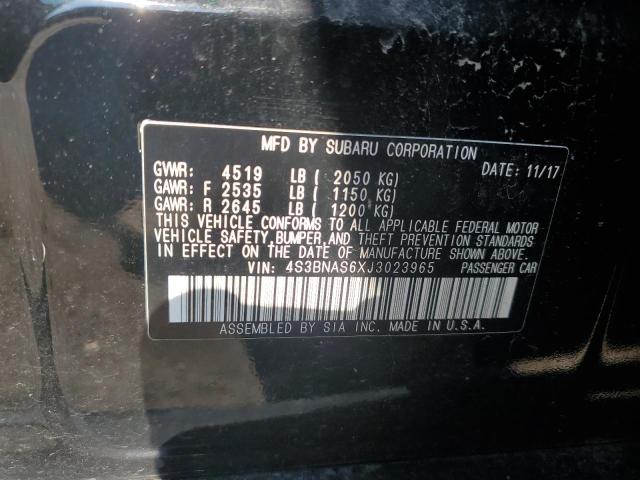 MFD BY SUBARU CORPORATION
GVWR: 4519 LB ( 2050 KG) DATE: 11/17
GAWR: F 2535 LB ( 1150 KG)
GAWR: R 2645 LB ( 1200 KG)
THIS VEHICLE CONFORMS TO ALL APPLICABLE FEDERAL MOTOR
VEHICLE SAFETY, BUMPER, AND THEFT PREVENTION STANDARDS
IN EFFECT ON THE DATE OF MANUFACTURE SHOWN ABOVE.
VIN: 4S3BNAS6XJ3023965 PASSENGER CAR
ASSEMBLED BY SIA INC. MADE IN U.S.A.